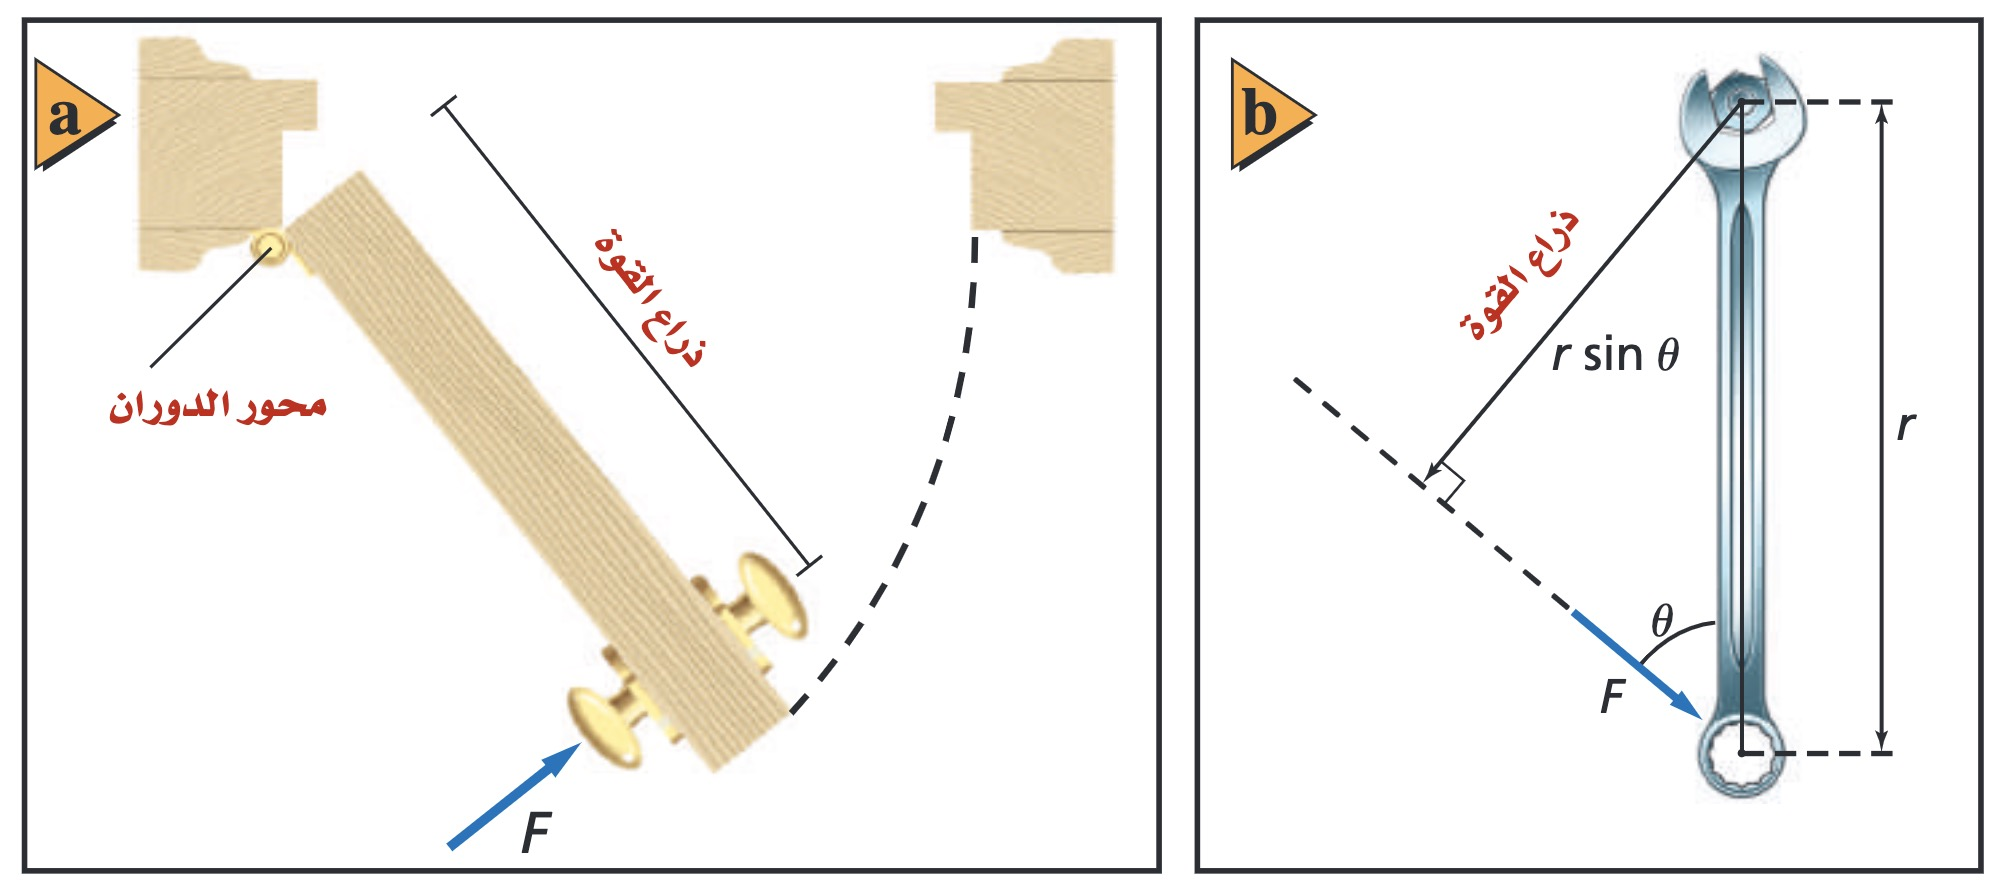 a
ذراع القوة
محور الدوران
F
b
ذراع القوة
r sin θ
r
θ
F